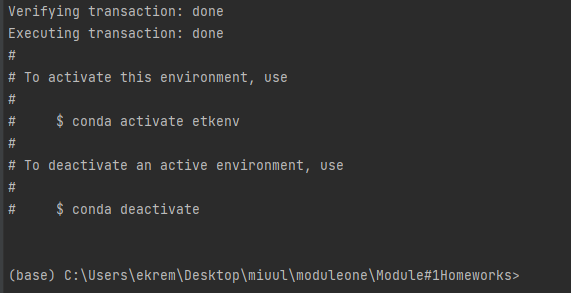 Verifying transaction: done
Executing transaction: done
#
# To activate this environment, use
#
#     $ conda activate etkenv
#
# To deactivate an active environment, use
#
#     $ conda deactivate
(base) C:\Users\ekrem\Desktop\miuul\moduleone\Module#1Homeworks>